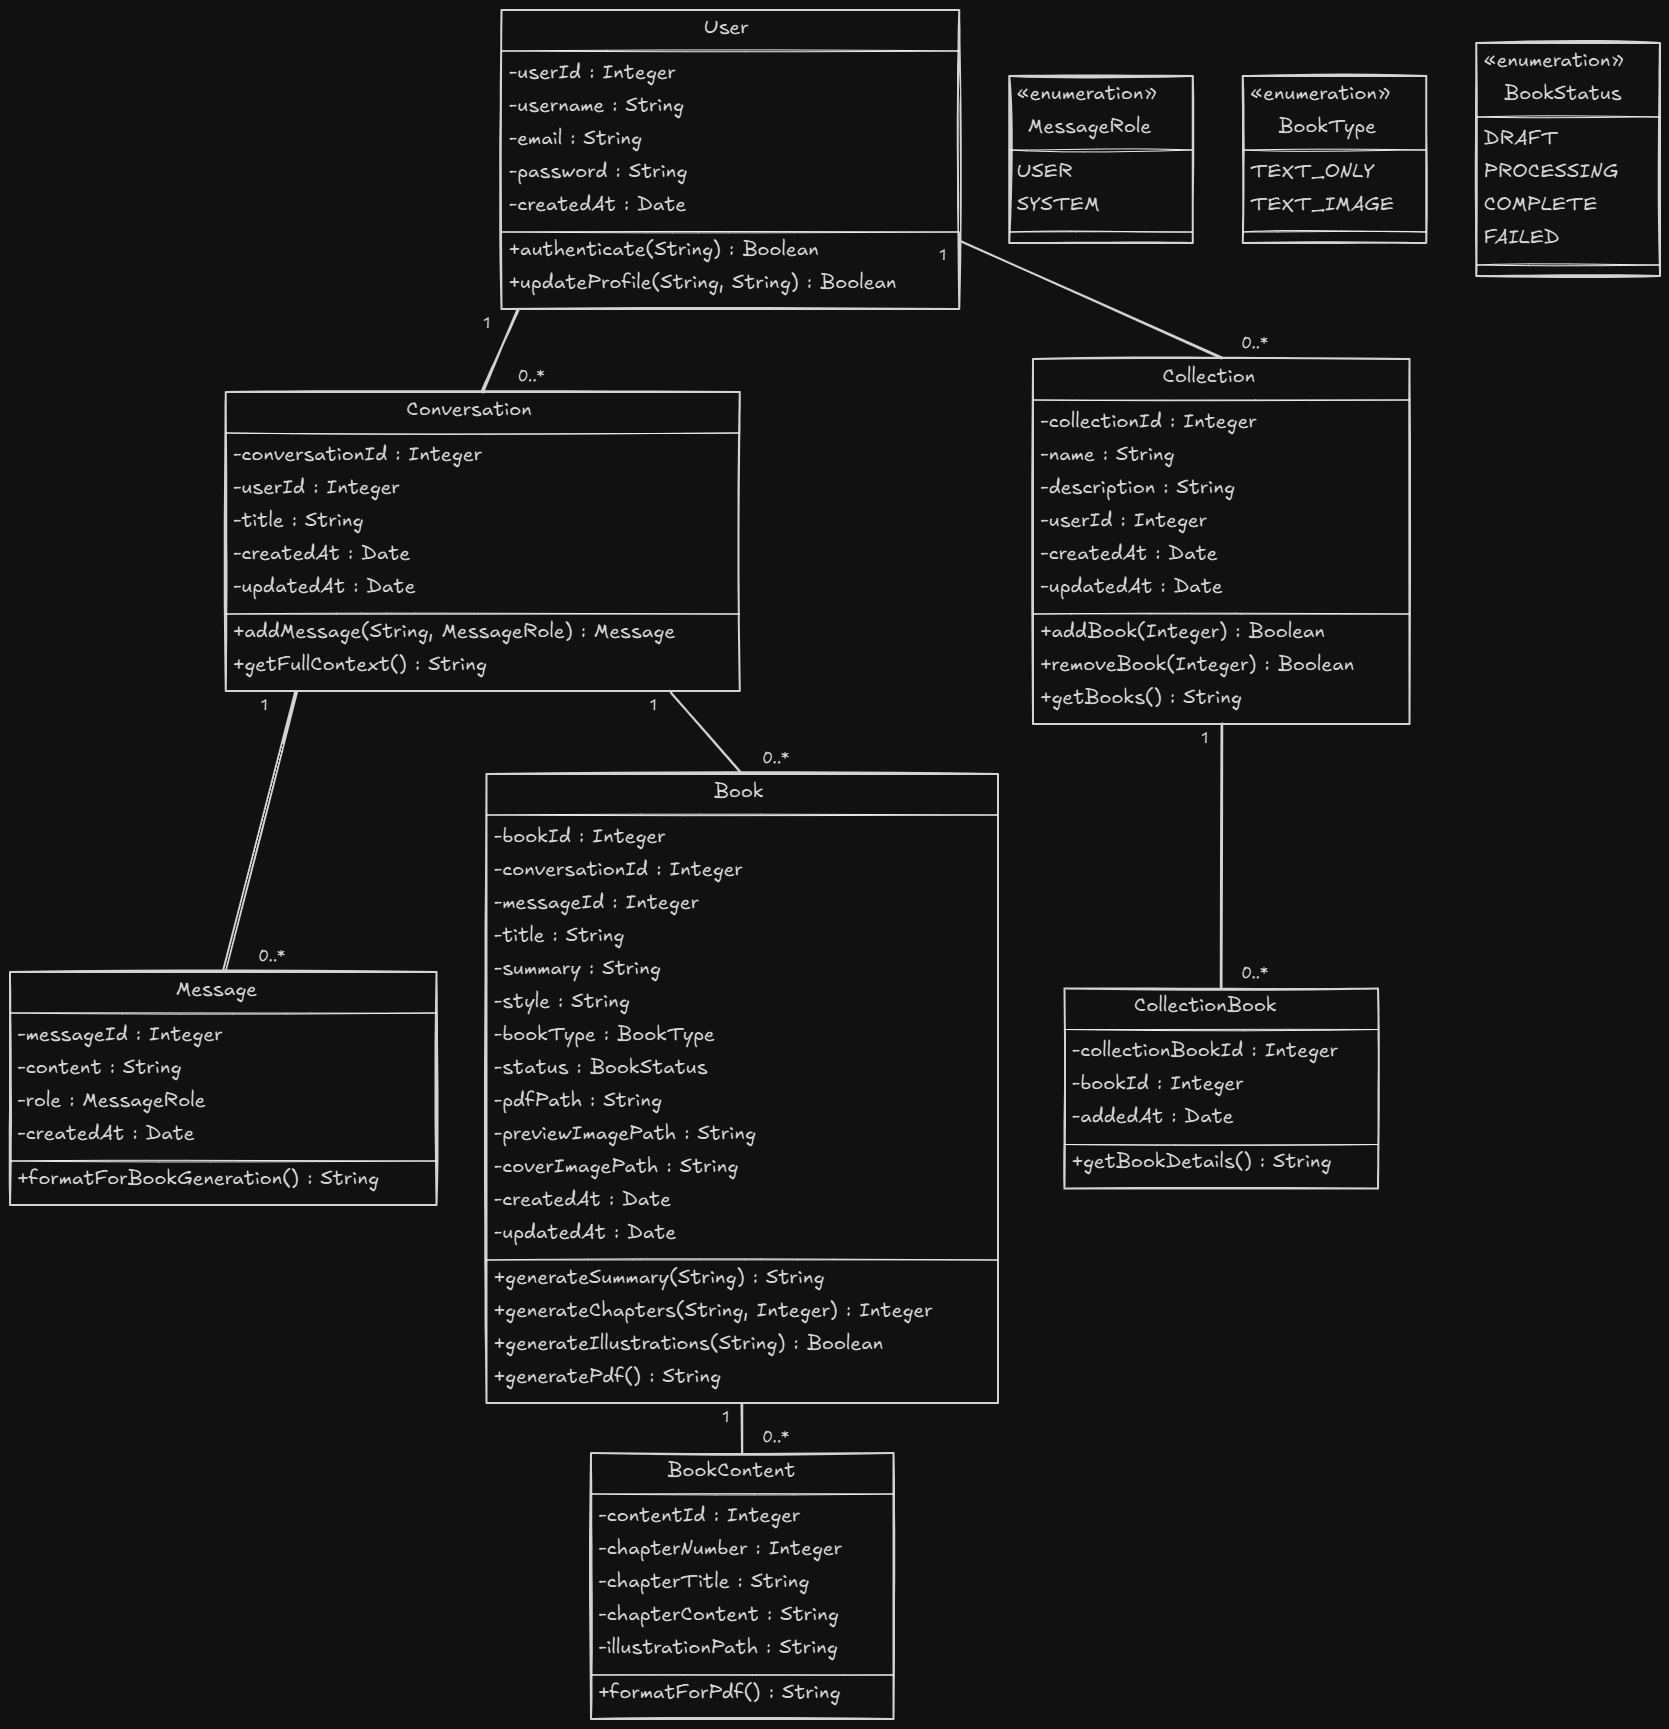 User
-userId : Integer
-username : String
-email : String
-password : String
-createdAt : Date
+authenticate(String) : Boolean
+updateProfile(String, String) : Boolean
1
1
0..*
«enumeration»
MessageRole
USER
SYSTEM
«enumeration»
BookType
TEXT_ONLY
TEXT_IMAGE
«enumeration»
BookStatus
DRAFT
PROCESSING
COMPLETE
FAILED
0..*
Conversation
-conversationId : Integer
-userId : Integer
-title : String
-createdAt : Date
-updatedAt : Date
+addMessage(String, MessageRole) : Message
+getFullContext() : String
1
1
Collection
-collectionId : Integer
-name : String
-description : String
-userId : Integer
-createdAt : Date
-updatedAt : Date
+addBook(Integer) : Boolean
+removeBook(Integer) : Boolean
+getBooks() : String
1
0..*
0..*
Message
-messageId : Integer
-content : String
-role : MessageRole
-createdAt : Date
+formatForBookGeneration() : String
Book
-bookId : Integer
-conversationId : Integer
-messageId : Integer
-title : String
-summary : String
-style : String
-bookType : BookType
-status : BookStatus
-pdfPath : String
-previewImagePath : String
-coverImagePath : String
-createdAt : Date
-updatedAt : Date
+generateSummary(String) : String
+generateChapters(String, Integer) : Integer
+generateIllustrations(String) : Boolean
+generatePdf() : String
1
0..*
0..*
CollectionBook
-collectionBookId : Integer
-bookId : Integer
-addedAt : Date
+getBookDetails() : String
BookContent
-contentId : Integer
-chapterNumber : Integer
-chapterTitle : String
-chapterContent : String
-illustrationPath : String
+formatForPdf() : String